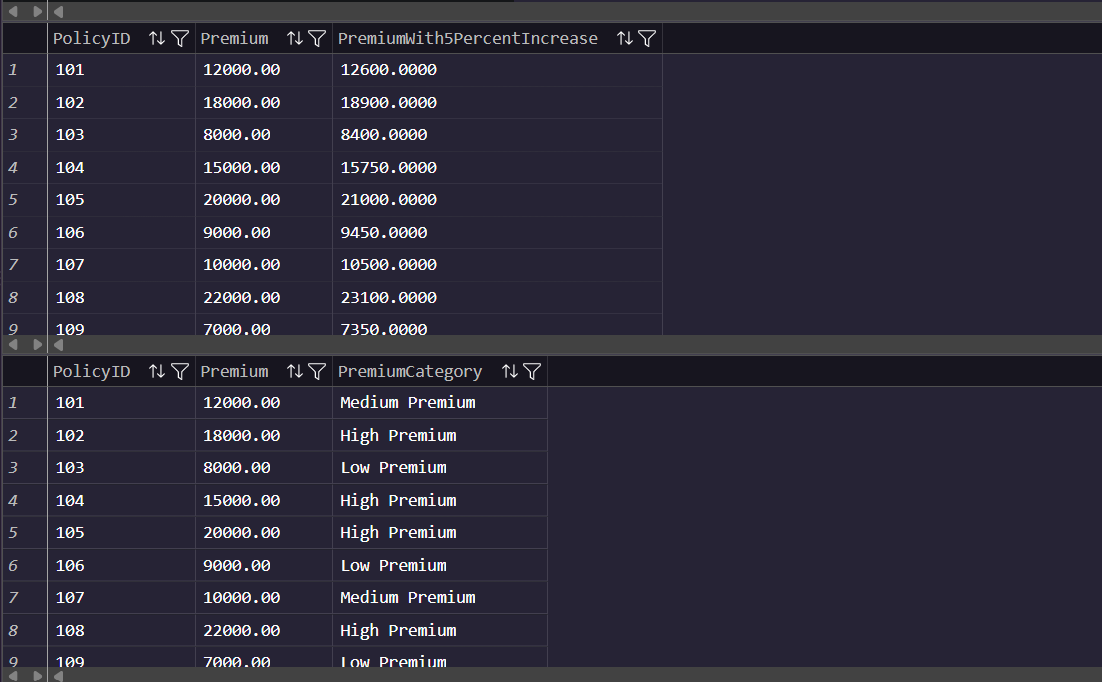 PolicyID Premium PremiumWith5PercentIncrease
1 101 12000.00 12600.0000
2 102 18000.00 18900.0000
3 103 8000.00 8400.0000
4 104 15000.00 15750.0000
5 105 20000.00 21000.0000
6 106 9000.00 9450.0000
7 107 10000.00 10500.0000
8 108 22000.00 23100.0000
9 109 7000.00 7350.0000
PolicyID Premium PremiumCategory
1 101 12000.00 Medium Premium
2 102 18000.00 High Premium
3 103 8000.00 Low Premium
4 104 15000.00 High Premium
5 105 20000.00 High Premium
6 106 9000.00 Low Premium
7 107 10000.00 Medium Premium
8 108 22000.00 High Premium
9 109 7000.00 Low Premium